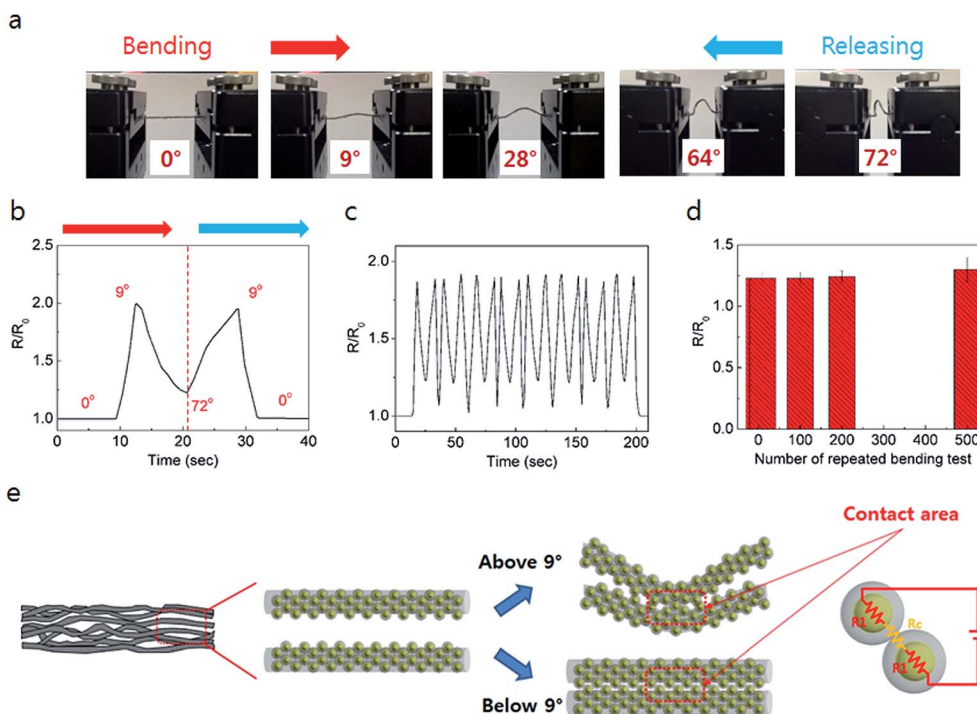 a
Bending
Releasing
0°
9°
28°
64°
72°
b
2.5
2.0
1.5
1.0
R/R₀
0°
9°
72°
9°
0°
0
10
20
30
40
Time (sec)
c
2.0
1.5
1.0
R/R₀
0
50
100
150
200
Time (sec)
d
1.5
1.0
0.5
0.0
R/R₀
0
100
200
300
400
500
Number of repeated bending test
e
Contact area
Above 9°
Below 9°
R1
Rc
R1